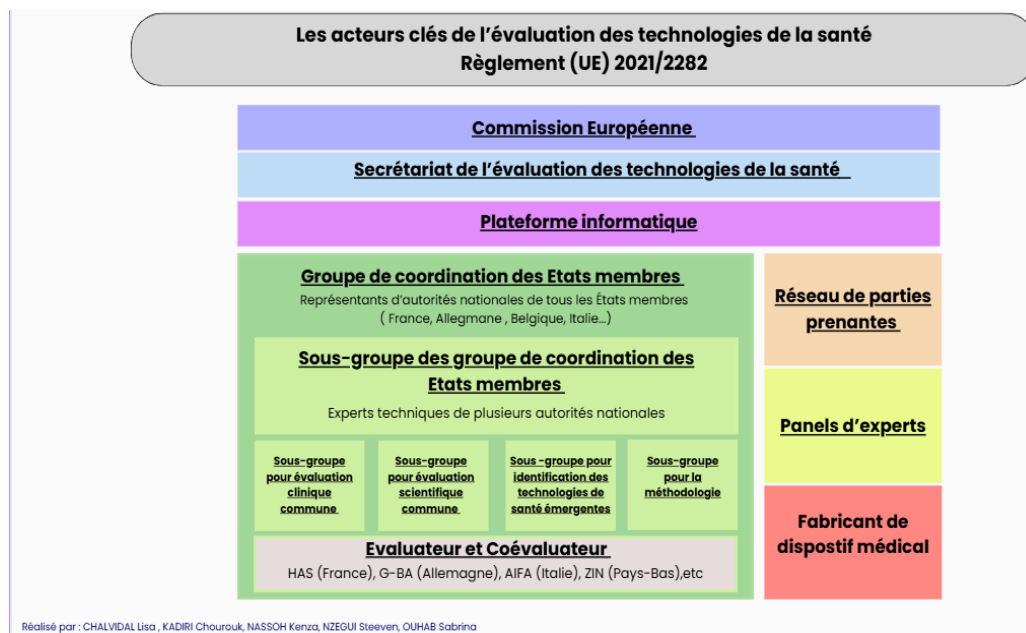 Les acteurs clés de l'évaluation des technologies de la santé
Règlement (UE) 2021/2282
Commission Européenne
Secrétariat de l'évaluation des technologies de la santé
Plateforme informatique
Groupe de coordination des Etats membres
Représentants d'autorités nationales de tous les États membres
( France, Allegmane , Belgique, Italie...)
Sous-groupe des groupe de coordination des
Etats membres
Experts techniques de plusieurs autorités nationales
Sous-groupe
pour évaluation
clinique
commune
Sous-groupe
pour évaluation
scientifique
commune
Sous -groupe pour
identification des
technologies de
santé émergentes
Sous-groupe
pour la
méthodologie
Evaluateur et Coévaluateur
HAS (France), G-BA (Allemagne), AIFA (Italie), ZIN (Pays-Bas),etc
Réseau de parties
prenantes
Panels d'experts
Fabricant de
dispostif médical
Réalisé par : CHALVIDAL Lisa , KADIRI Chourouk, NASSOH Kenza, NZEGUI Steeven, OUHAB Sabrina